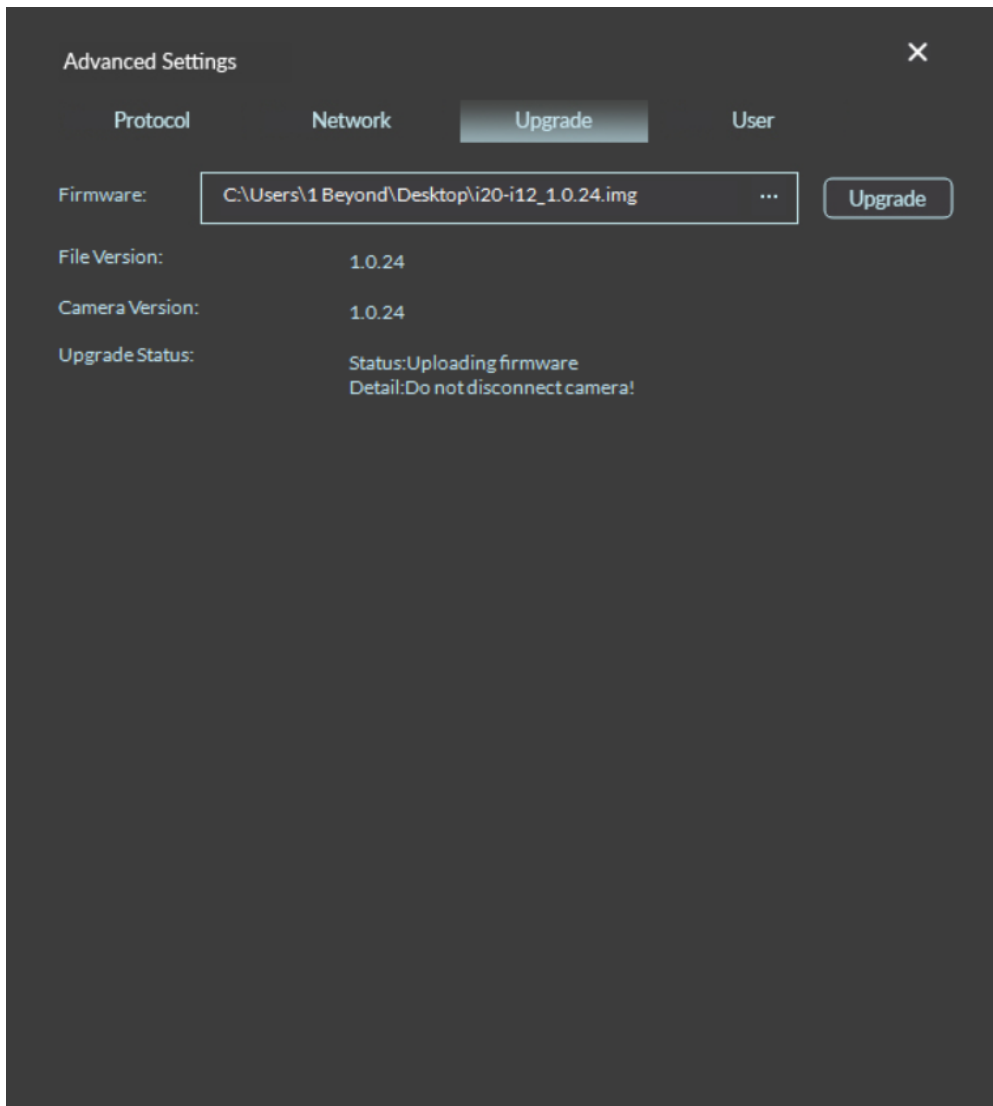 Advanced Settings ×
Protocol Network Upgrade User
Firmware: C:\Users\1 Beyond\Desktop\i20-i12_1.0.24.img ... Upgrade
File Version: 1.0.24
Camera Version: 1.0.24
Upgrade Status: Status:Uploading firmware
Detail:Do not disconnect camera!